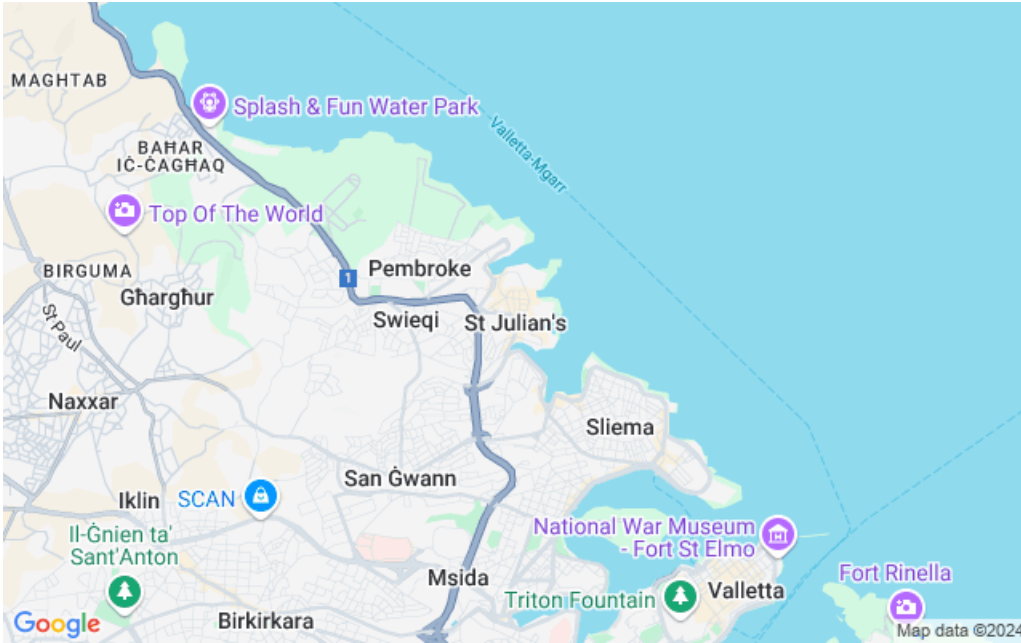 MAGHTAB
Splash & Fun Water Park
Valletta-Mgarr
BAĦAR
IĊ-ĊAGĦAQ
Top Of The World
BIRGUMA
Pembroke
1
Għargħur
St Paul
Swieqi
St Julian's
Naxxar
Sliema
San Ġwann
Iklin
SCAN
Il-Ġnien ta'
Sant'Anton
National War Museum
- Fort St Elmo
Msida
Fort Rinella
Triton Fountain
Valletta
Birkirkara
Google
Map data ©2024